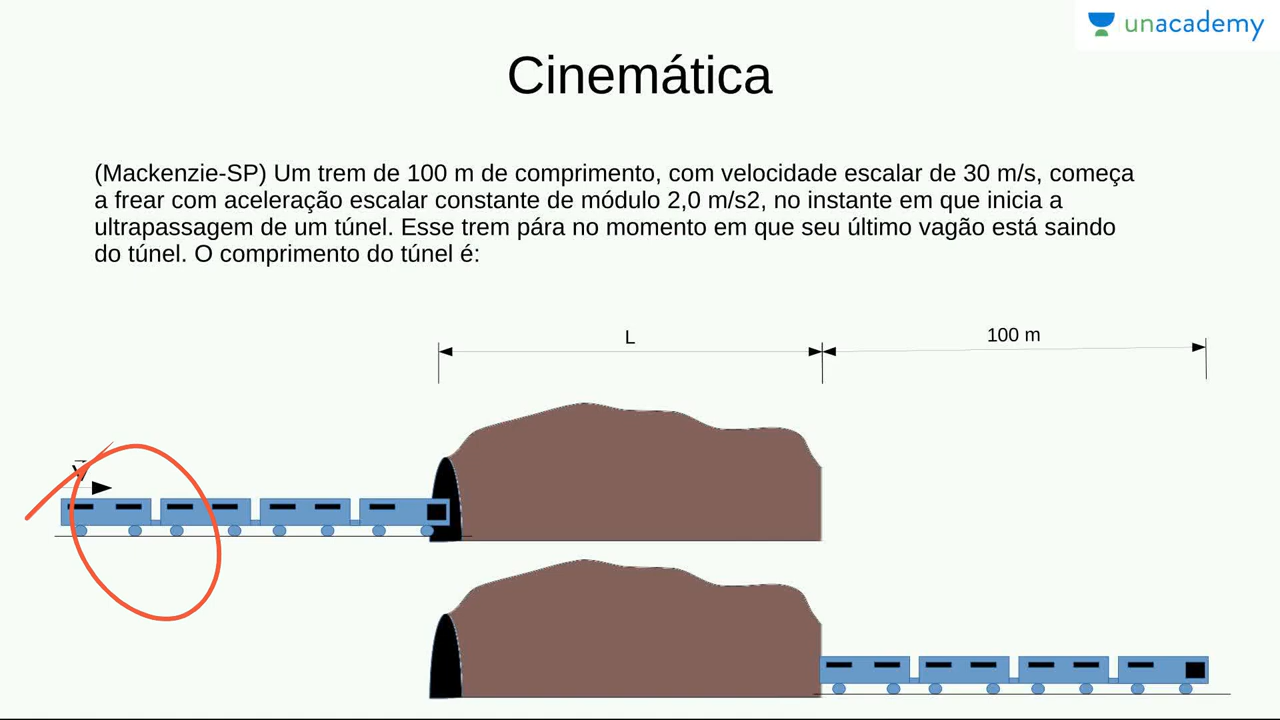 unacademy
Cinemática
(Mackenzie-SP) Um trem de 100 m de comprimento, com velocidade escalar de 30 m/s, começa
a frear com aceleração escalar constante de módulo 2,0 m/s2, no instante em que inicia a
ultrapassagem de um túnel. Esse trem pára no momento em que seu último vagão está saindo
do túnel. O comprimento do túnel é:
L
100 m
V